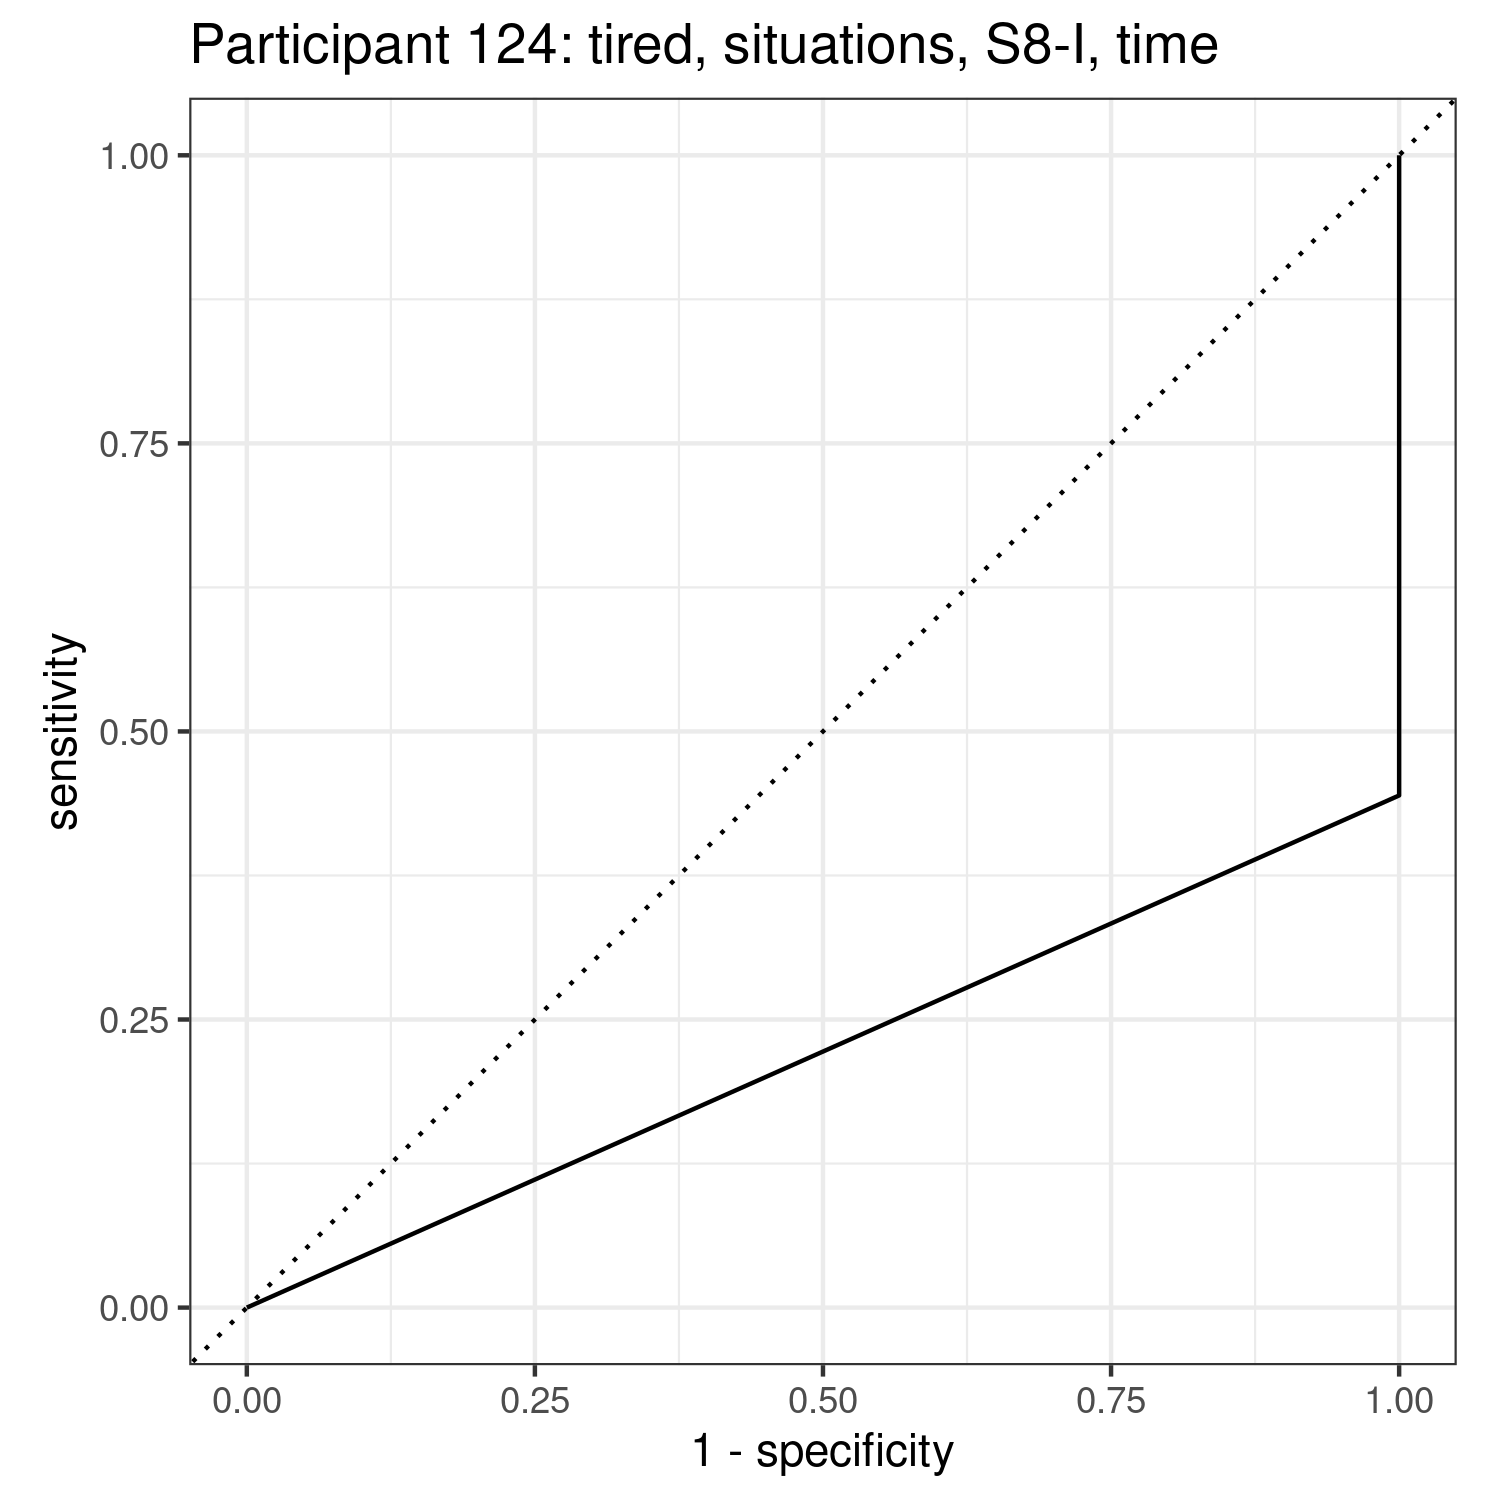 Participant 124: tired, situations, S8-I, time
1.00
0.75
0.50
0.25
0.00
sensitivity
0.00 0.25 0.50 0.75 1.00
1 - specificity